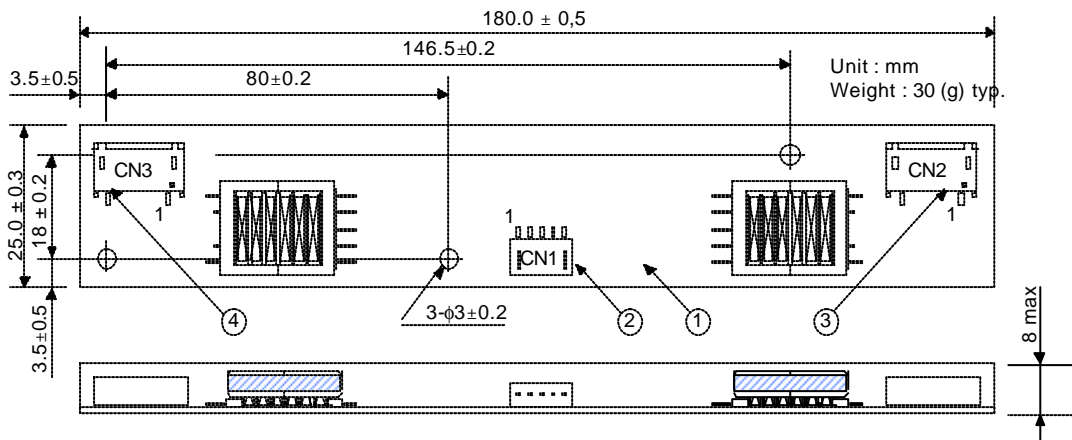 180.0 ± 0,5
146.5±0.2
3.5±0.5
80±0.2
Unit : mm
Weight : 30 (g) typ.
CN3
CN2
1
1
1
CN1
25.0 ± 0.3
18 ± 0.2
3.5±0.5
3-ϕ3±0.2
4
2
1
3
8 max